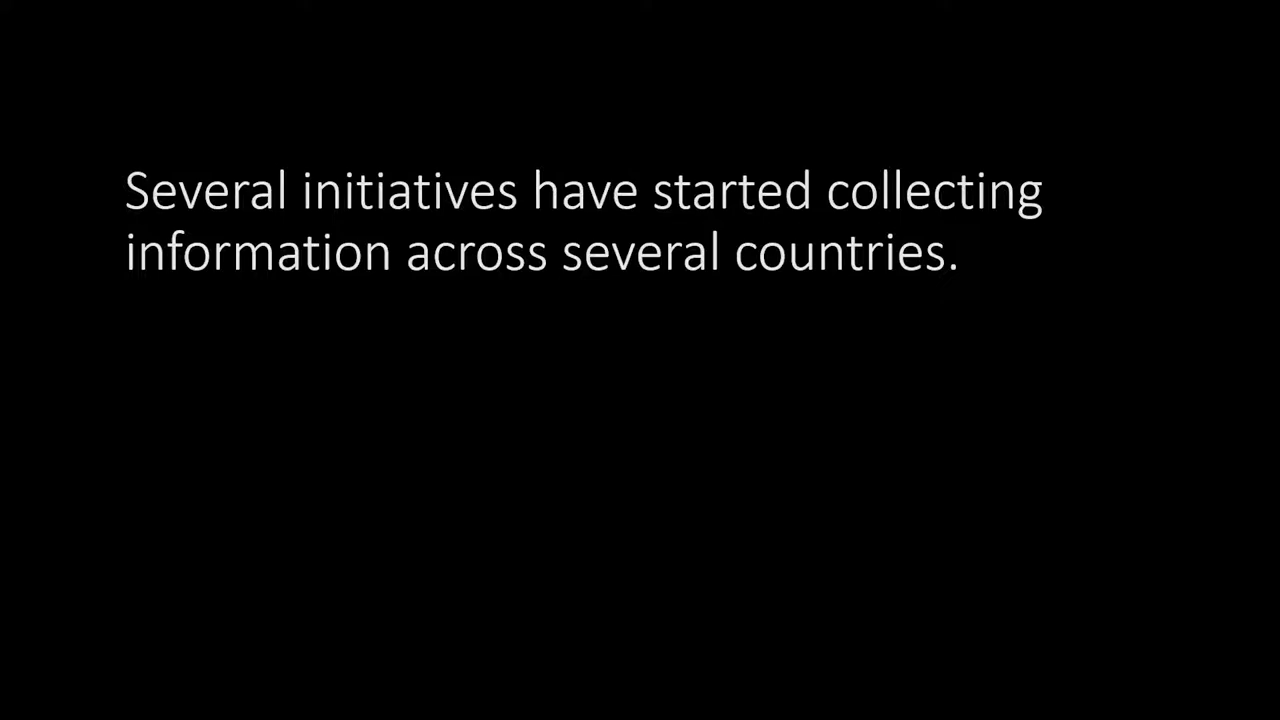 Several initiatives have started collecting
information across several countries.